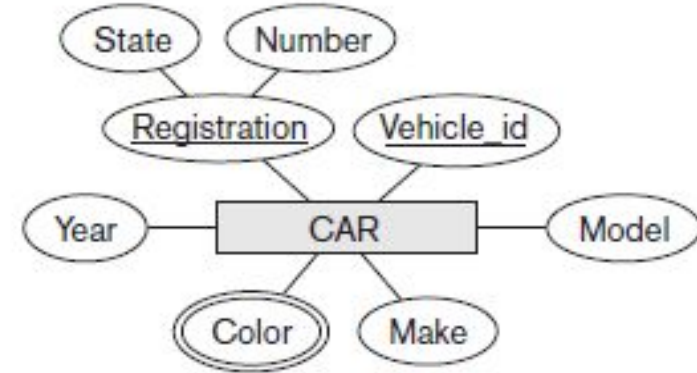 State Number
Registration Vehicle_id
Year CAR Model
Color Make